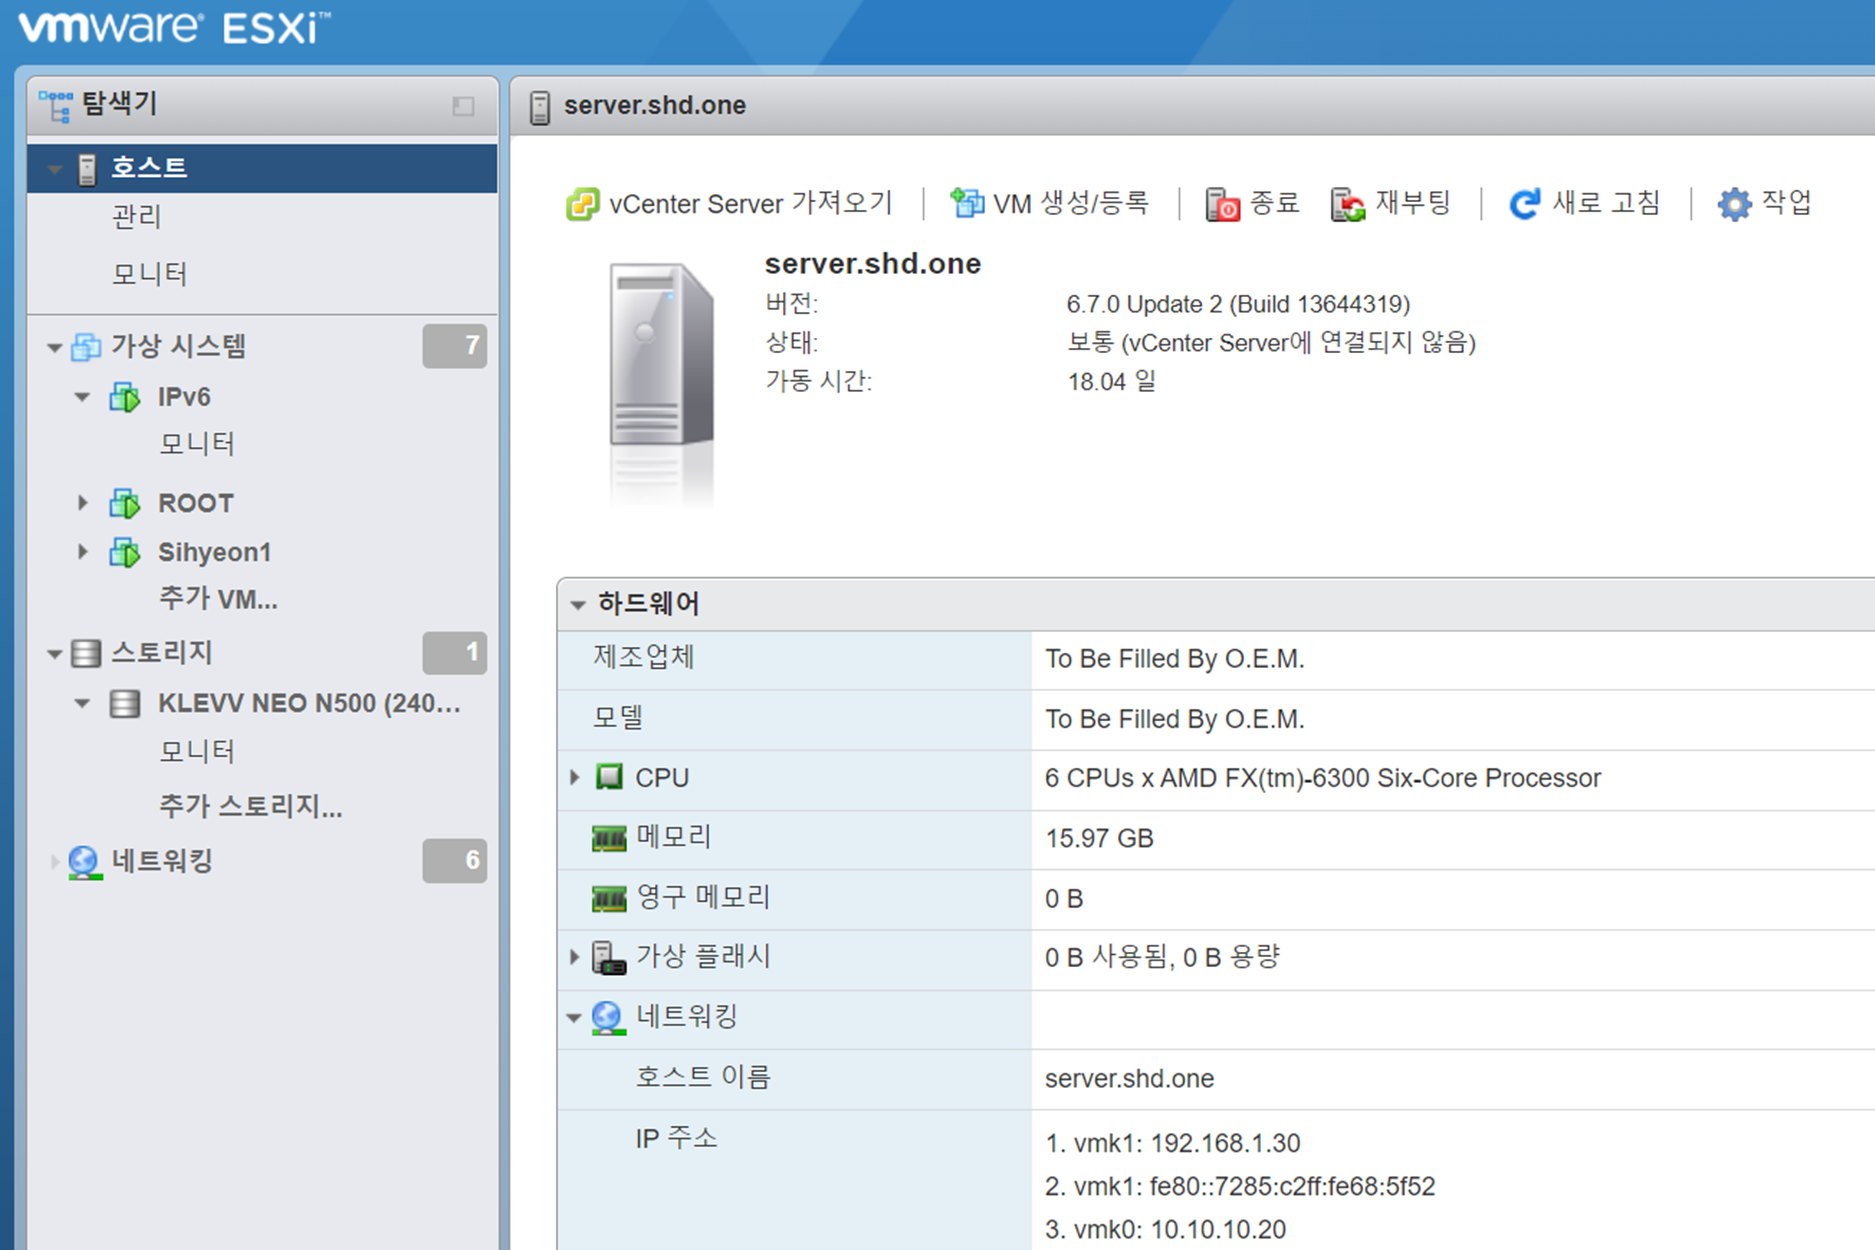 vmware® ESXi™
탐색기
호스트
관리
모니터
가상 시스템 7
IPv6
모니터
ROOT
Sihyeon1
추가 VM...
스토리지 1
KLEVV NEO N500 (240...
모니터
추가 스토리지...
네트워킹 6
server.shd.one
vCenter Server 가져오기 | VM 생성/등록 | 종료 재부팅 | 새로 고침 | 작업
server.shd.one
버전: 6.7.0 Update 2 (Build 13644319)
상태: 보통 (vCenter Server에 연결되지 않음)
가동 시간: 18.04 일
하드웨어
제조업체 To Be Filled By O.E.M.
모델 To Be Filled By O.E.M.
CPU 6 CPUs x AMD FX(tm)-6300 Six-Core Processor
메모리 15.97 GB
영구 메모리 0 B
가상 플래시 0 B 사용됨, 0 B 용량
네트워킹
호스트 이름 server.shd.one
IP 주소 1. vmk1: 192.168.1.30
2. vmk1: fe80::7285:c2ff:fe68:5f52
3. vmk0: 10.10.10.20